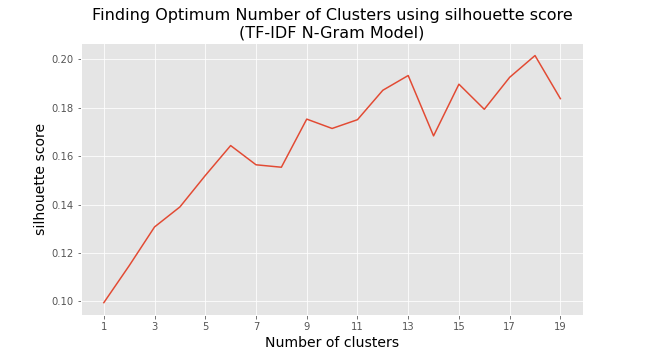 Finding Optimum Number of Clusters using silhouette score
(TF-IDF N-Gram Model)
silhouette score
0.20
0.18
0.16
0.14
0.12
0.10
1 3 5 7 9 11 13 15 17 19
Number of clusters